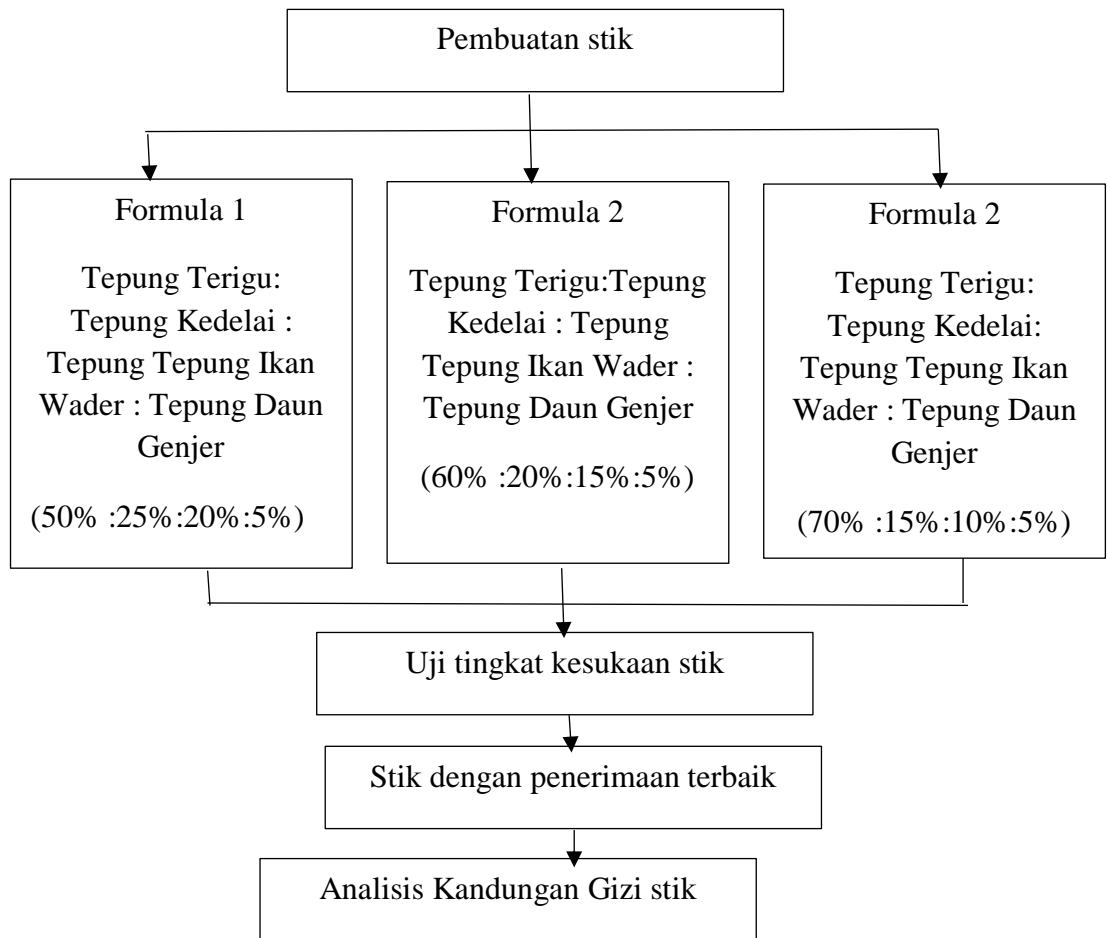 Pembuatan stik
Formula 1
Tepung Terigu:
Tepung Kedelai :
Tepung Tepung Ikan
Wader : Tepung Daun
Genjer
(50% :25%:20%:5%)
Formula 2
Tepung Terigu:Tepung
Kedelai : Tepung
Tepung Ikan Wader :
Tepung Daun Genjer
(60% :20%:15%:5%)
Formula 2
Tepung Terigu:
Tepung Kedelai:
Tepung Tepung Ikan
Wader : Tepung Daun
Genjer
(70% :15%:10%:5%)
Uji tingkat kesukaan stik
Stik dengan penerimaan terbaik
Analisis Kandungan Gizi stik